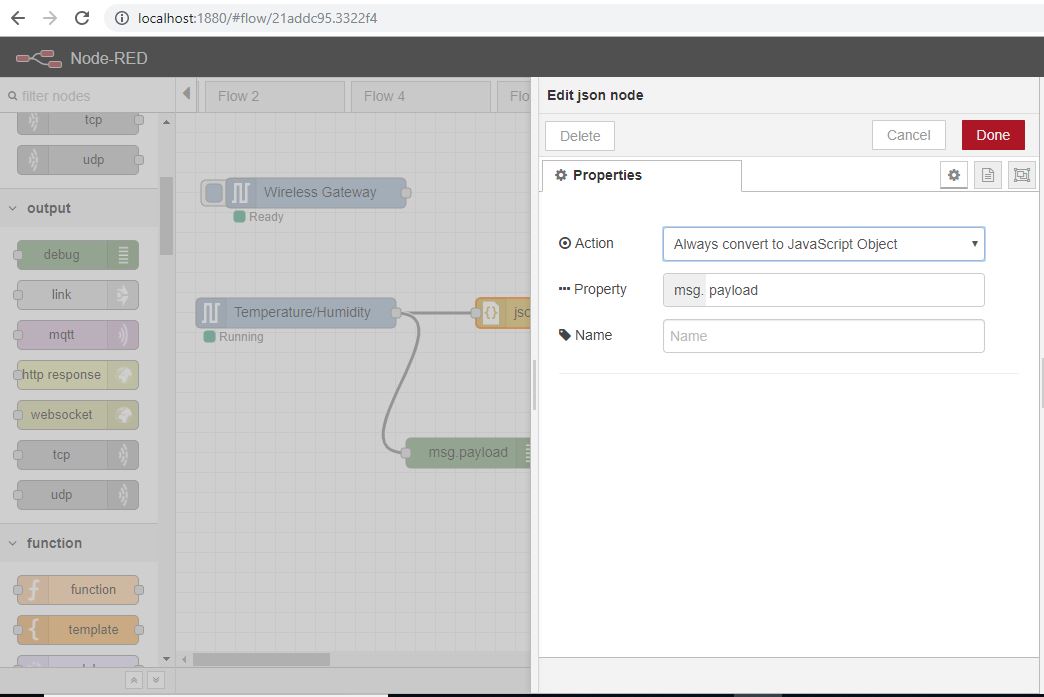 localhost:1880/#flow/21addc95.3322f4
Node-RED
filter nodes
Flow 2
Flow 4
Flo
Edit json node
Delete
Cancel
Done
Properties
Action
Always convert to JavaScript Object
Property
msg. payload
Name
Name
tcp
udp
output
debug
link
mqtt
http response
websocket
tcp
udp
function
function
template
Wireless Gateway
Ready
Temperature/Humidity
Running
jso
msg.payload